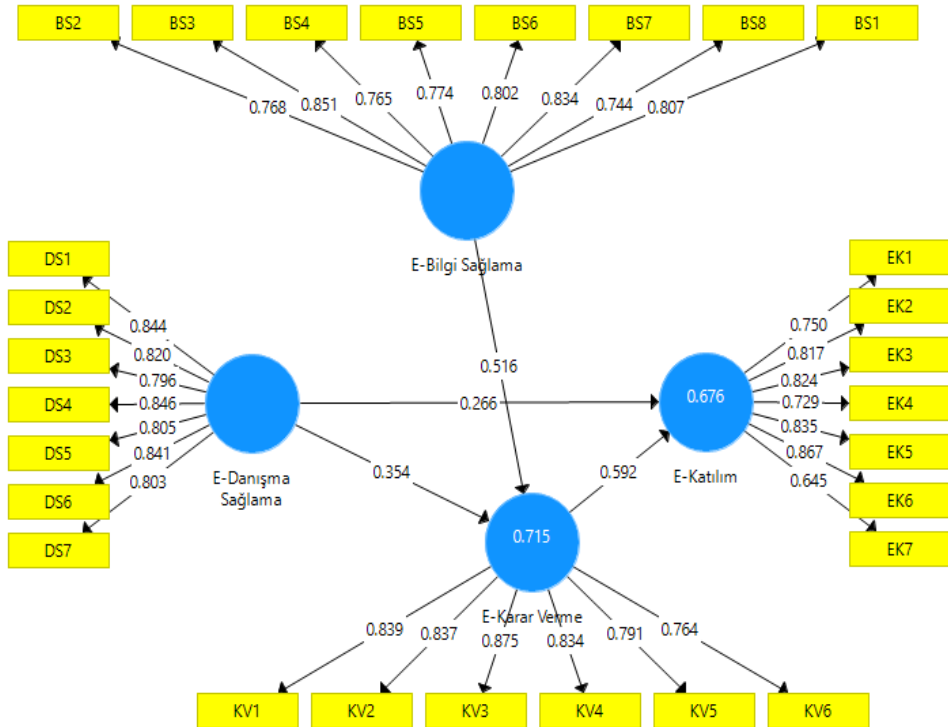 BS2 BS3 BS4 BS5 BS6 BS7 BS8 BS1
0.768 0.851 0.765 0.774 0.802 0.834 0.744 0.807
E-Bilgi Sağlama
DS1
DS2
DS3
DS4
DS5
DS6
DS7
0.844
0.820
0.796
0.846
0.805
0.841
0.803
E-Danışma
Sağlama
0.516
0.266
0.354
0.592
0.676
E-Katılım
0.750
0.817
0.824
0.729
0.835
0.867
0.645
EK1
EK2
EK3
EK4
EK5
EK6
EK7
0.715
E-Karar Verme
0.839 0.837 0.875 0.834 0.791 0.764
KV1 KV2 KV3 KV4 KV5 KV6